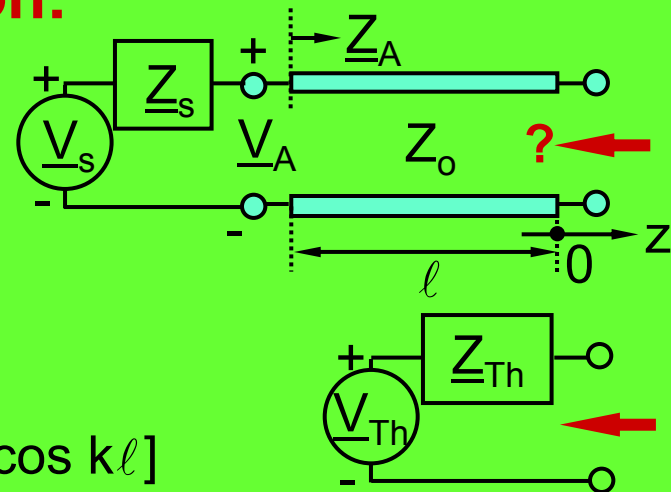 on:
+ Z_s + Z_A
V_s V_A Z_o ?
- - z
ℓ 0
+ Z_Th
V_Th
cos kℓ]
-